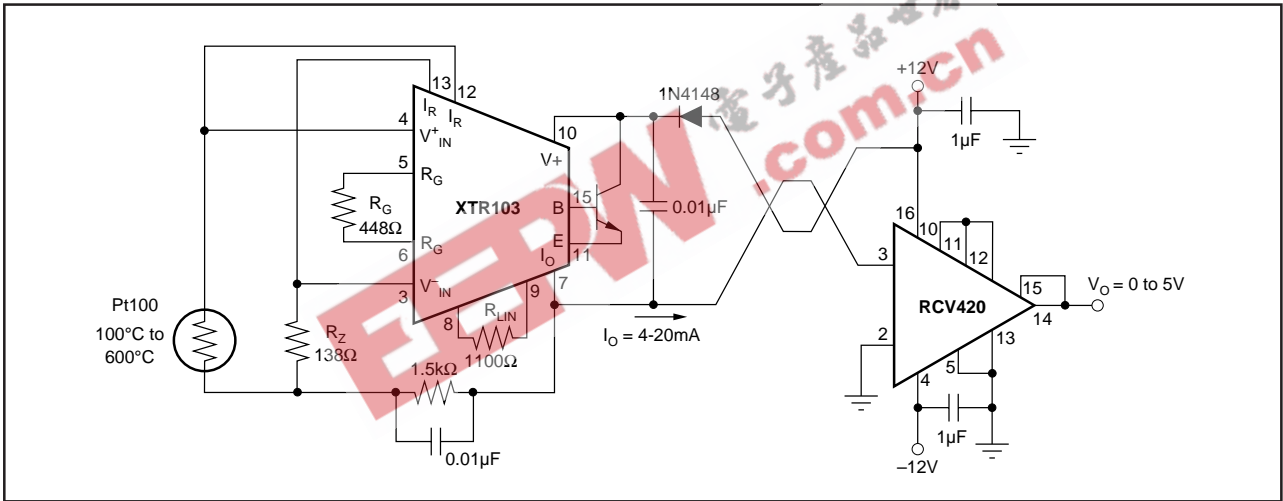 電子產品世界
.com.cn
EEPW
+12V
1µF
1N4148
13
12
I_R
I_R
4
V⁺_IN
10
V+
5
R_G
R_G
448Ω
XTR103
15
B
E
0.01µF
6
R_G
I_O
11
3
V⁻_IN
9
7
R_LIN
8
1100Ω
I_O = 4-20mA
Pt100
100°C to
600°C
R_Z
138Ω
1.5kΩ
0.01µF
16
10
11
12
3
15
V_O = 0 to 5V
RCV420
14
2
13
5
4
1µF
–12V